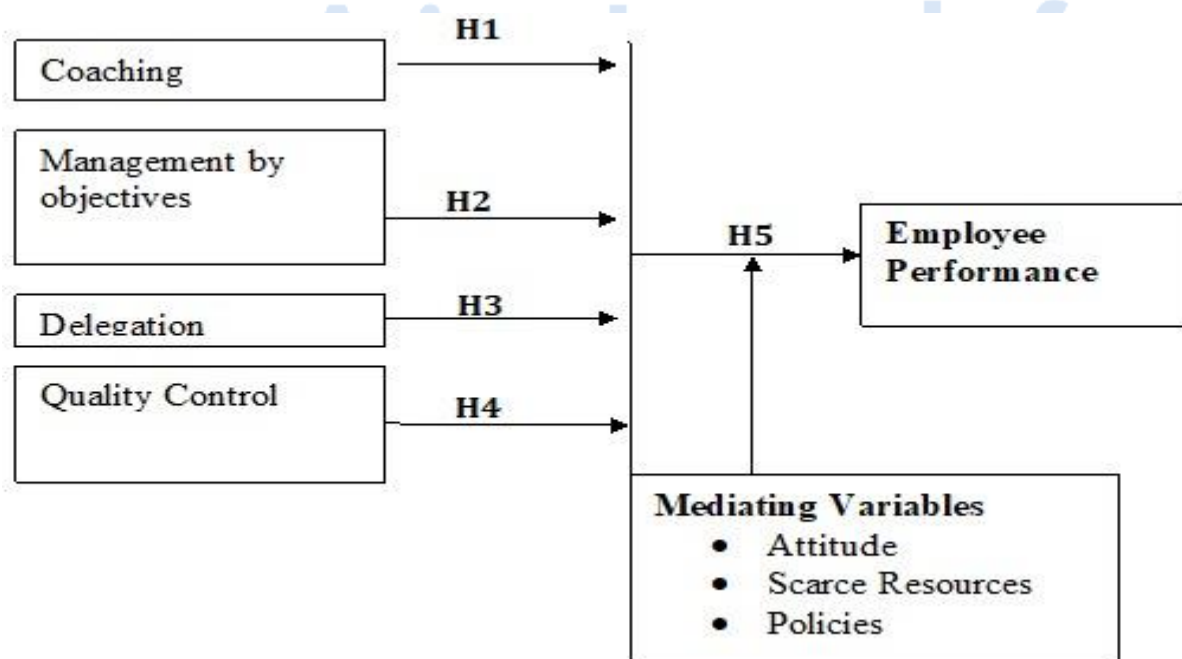 H1
Coaching
Management by
objectives
H2
H5
Employee
Performance
H3
Delegation
Quality Control
H4
Mediating Variables
• Attitude
• Scarce Resources
• Policies